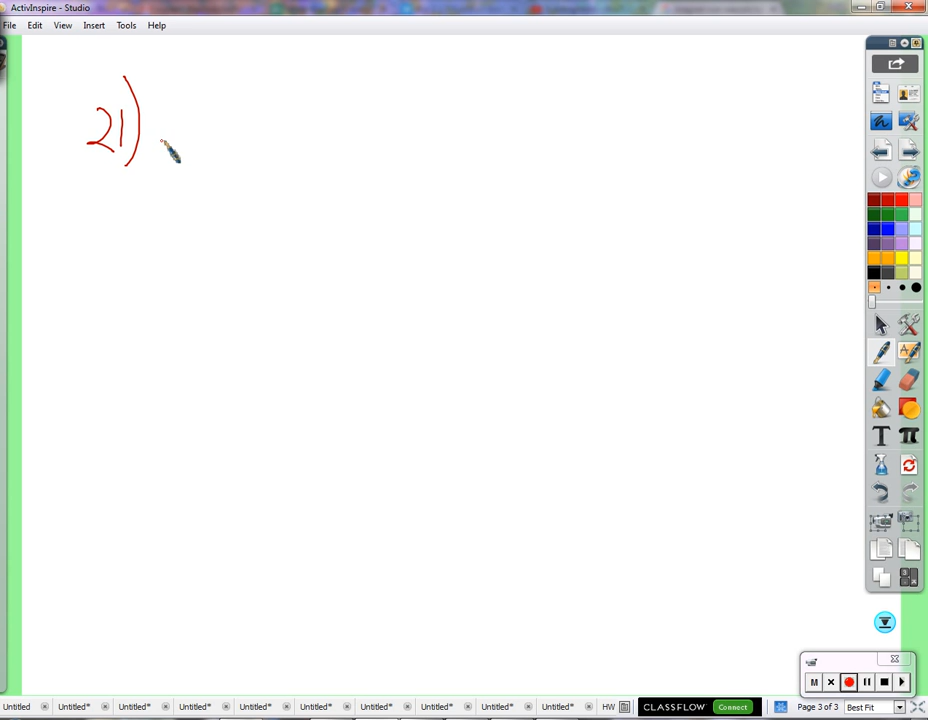 ActivInspire - Studio
File Edit View Insert Tools Help
21)
Untitled Untitled* Untitled* Untitled* Untitled* Untitled* Untitled* Untitled* Untitled* Untitled* HW CLASSFLOW Connect Page 3 of 3 Best Fit
M
T
π